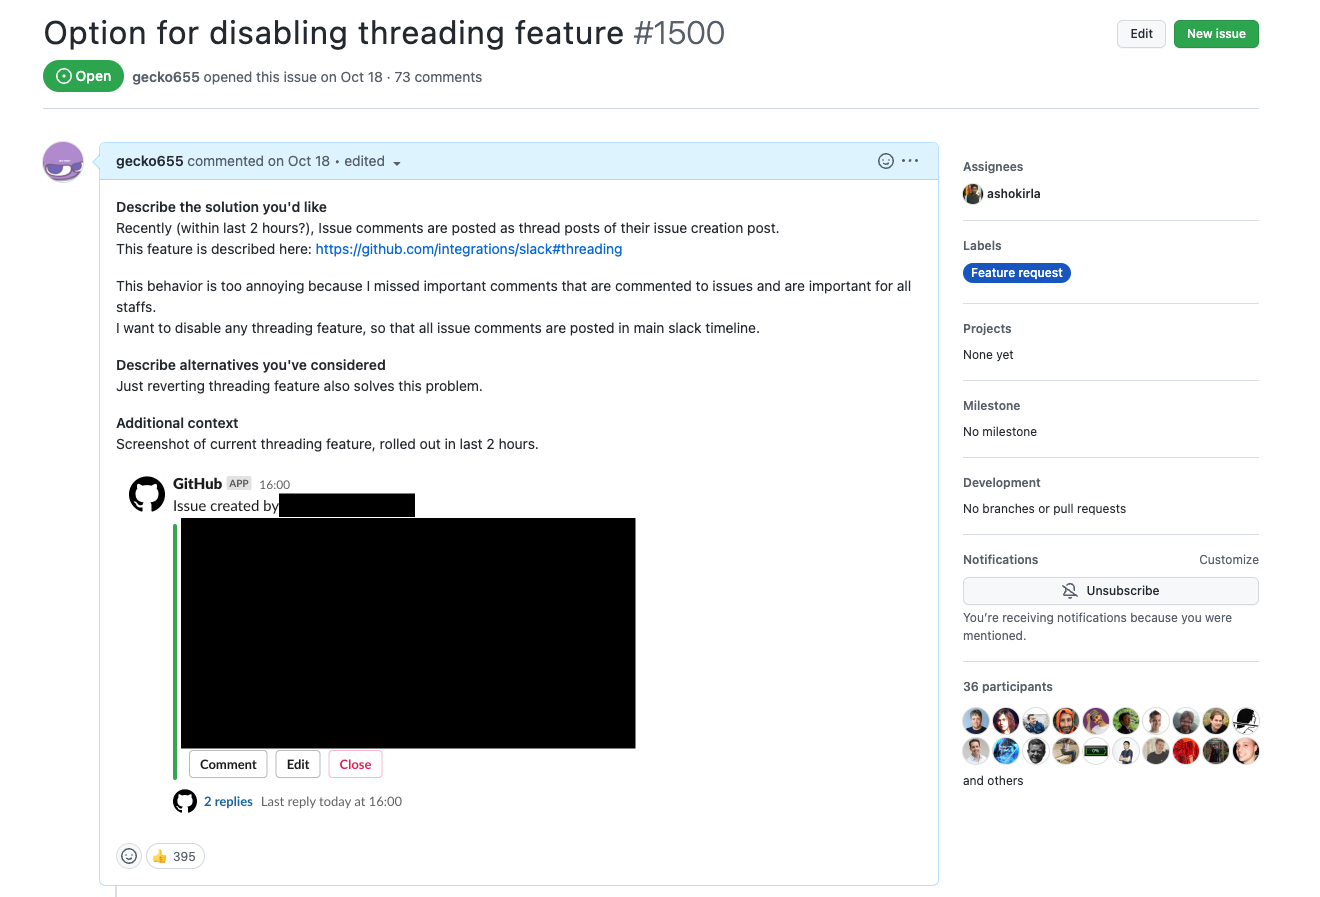 Option for disabling threading feature #1500
Edit
New issue
Open
gecko655 opened this issue on Oct 18 · 73 comments
gecko655 commented on Oct 18 • edited
Describe the solution you'd like
Recently (within last 2 hours?), Issue comments are posted as thread posts of their issue creation post.
This feature is described here: https://github.com/integrations/slack#threading
This behavior is too annoying because I missed important comments that are commented to issues and are important for all
staffs.
I want to disable any threading feature, so that all issue comments are posted in main slack timeline.
Describe alternatives you've considered
Just reverting threading feature also solves this problem.
Additional context
Screenshot of current threading feature, rolled out in last 2 hours.
GitHub APP 16:00
Issue created by
Comment
Edit
Close
2 replies Last reply today at 16:00
👍 395
Assignees
ashokirla
Labels
Feature request
Projects
None yet
Milestone
No milestone
Development
No branches or pull requests
Notifications
Customize
Unsubscribe
You're receiving notifications because you were
mentioned.
36 participants
and others